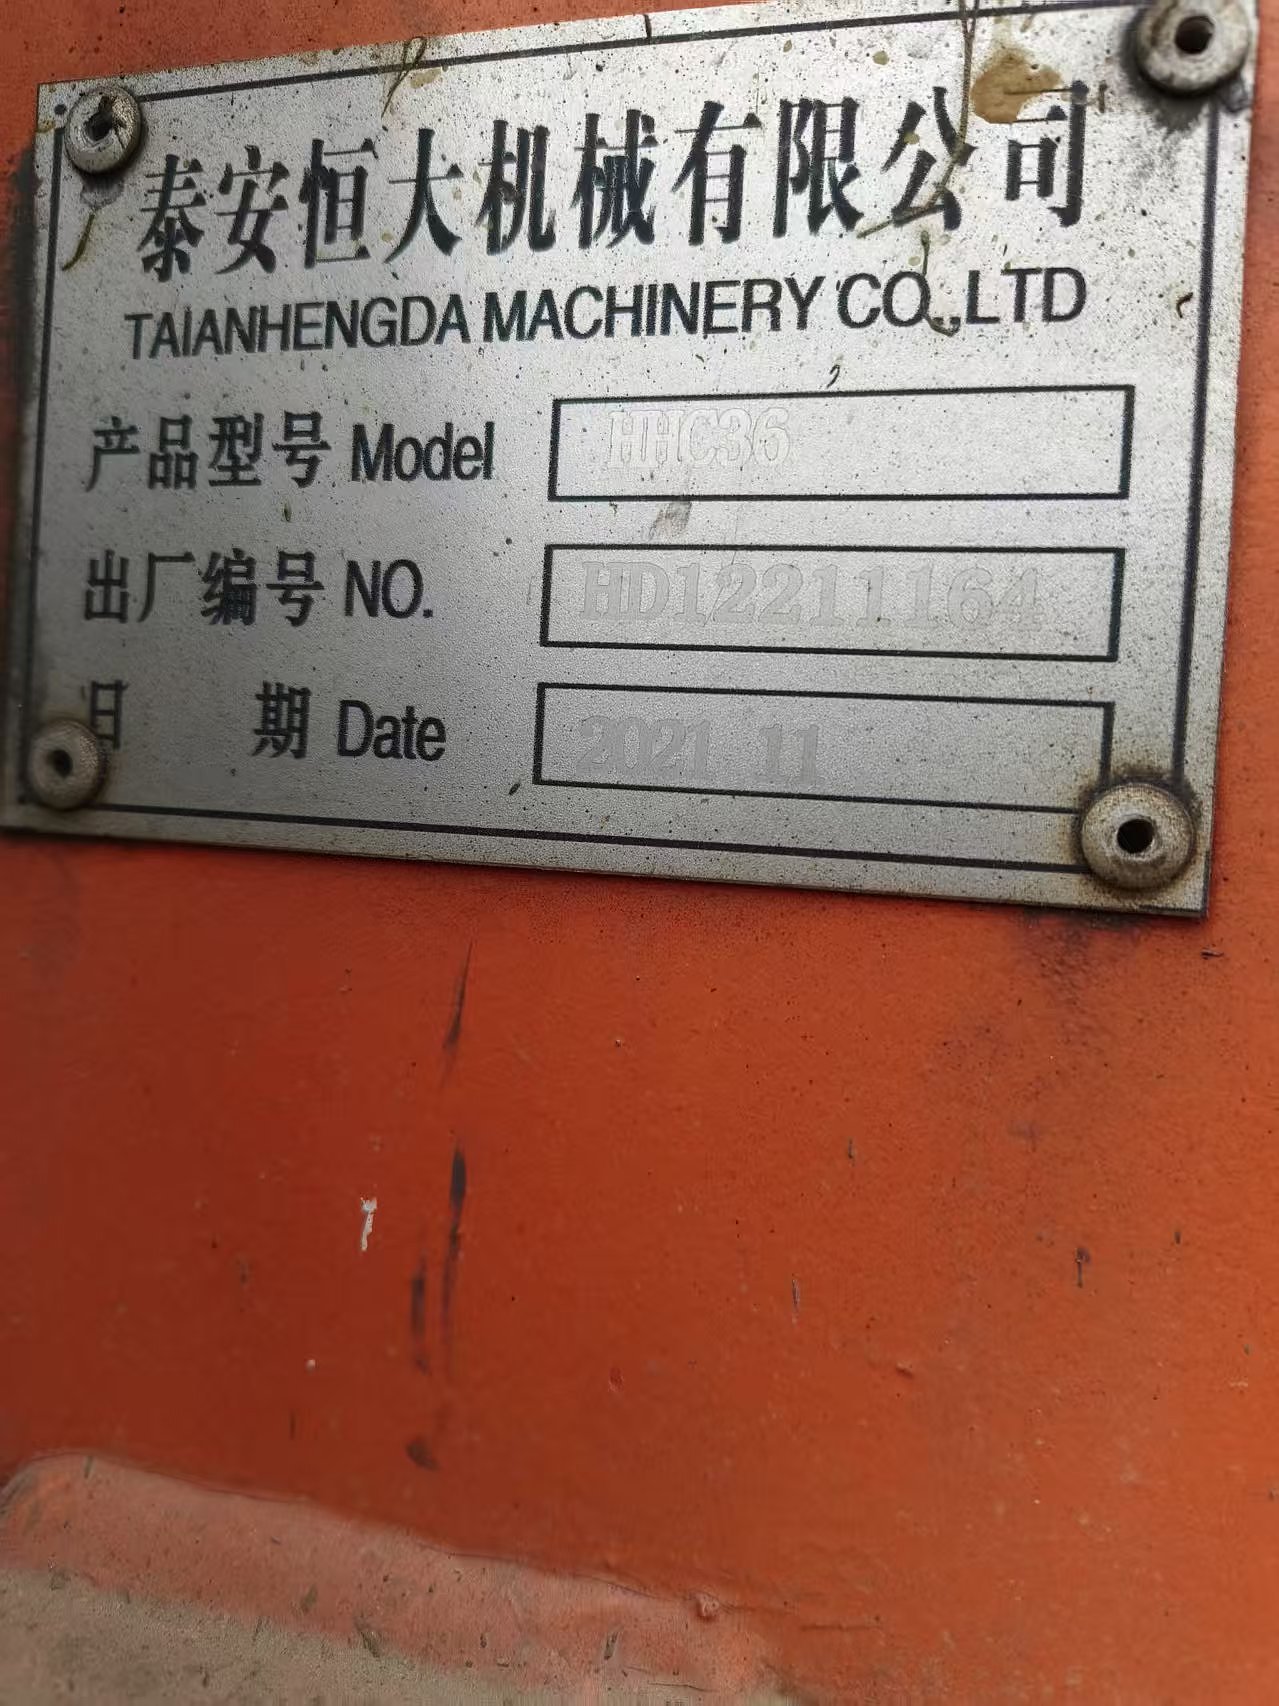 泰安恒大机械有限公司
TAIANHENGDA MACHINERY CO.,LTD
产品型号 Model HHC36
出厂编号 NO. HD12211164
日 期 Date 2021 11